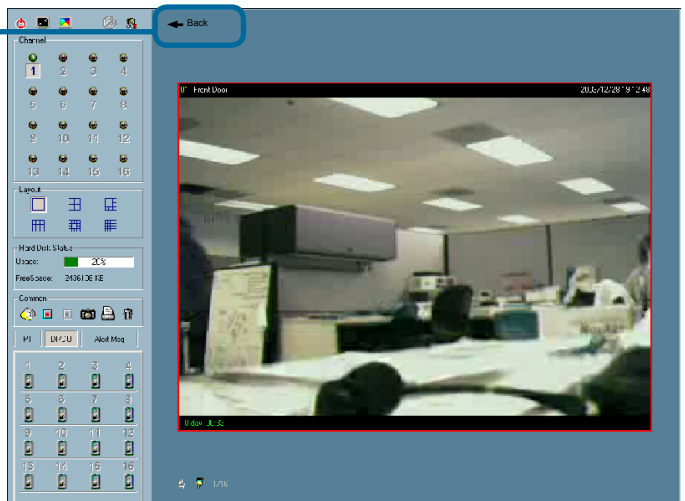 Back
Channel
1 2 3 4
5 6 7 8
9 10 11 12
13 14 15 16
Layout
Hard Disk Status
Usage: 20%
FreeSpace: KB
Common
DI/DO Alert Msg
1 2 3 4
5 6 7 8
9 10 11 12
13 14 15 16
Front Door
1/16